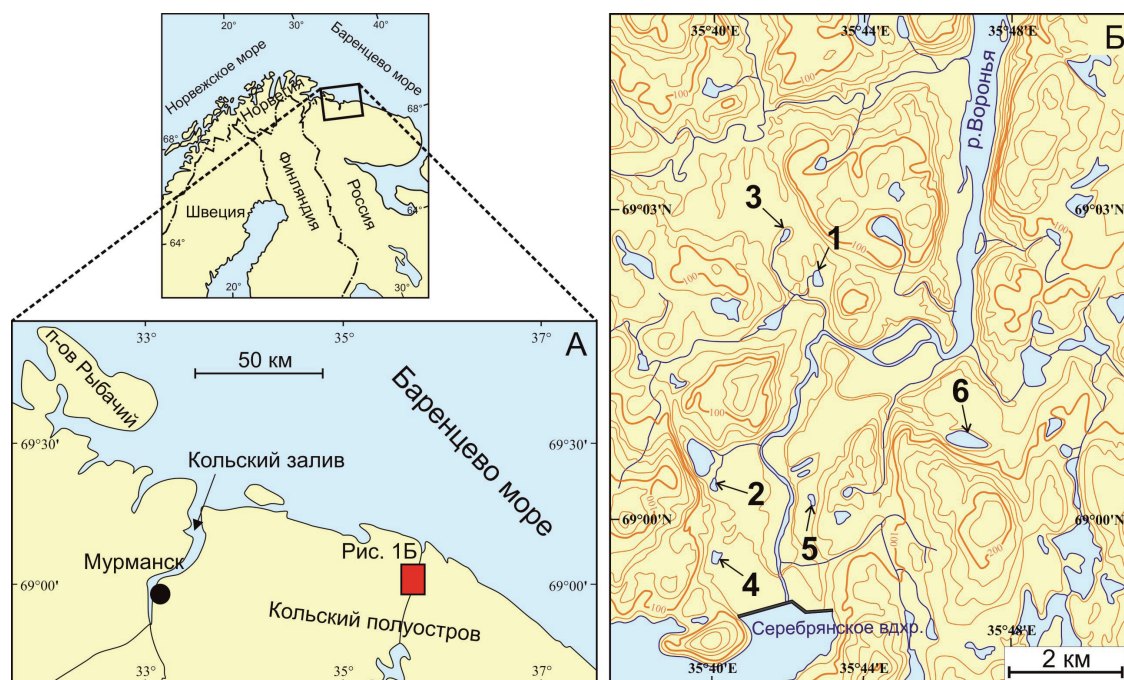 20°
30°
40°
Норвежское море
Баренцево море
Норвегия
68°
68°
Финляндия
Россия
Швеция
64°
64°
20°
30°
33°
35°
37°
А
п-ов Рыбачий
50 км
Баренцево море
69°30'
69°30'
Кольский залив
Мурманск
Рис. 1Б
69°00'
69°00'
Кольский полуостров
33°
35°
37°
35°40'E
35°44'E
35°48'E
Б
100
100
р.Воронья
69°03'N
69°03'N
3
1
100
100
100
100
6
2
100
69°00'N
69°00'N
5
200
4
100
Серебрянское вдхр.
35°48'E
35°40'E
35°44'E
2 км